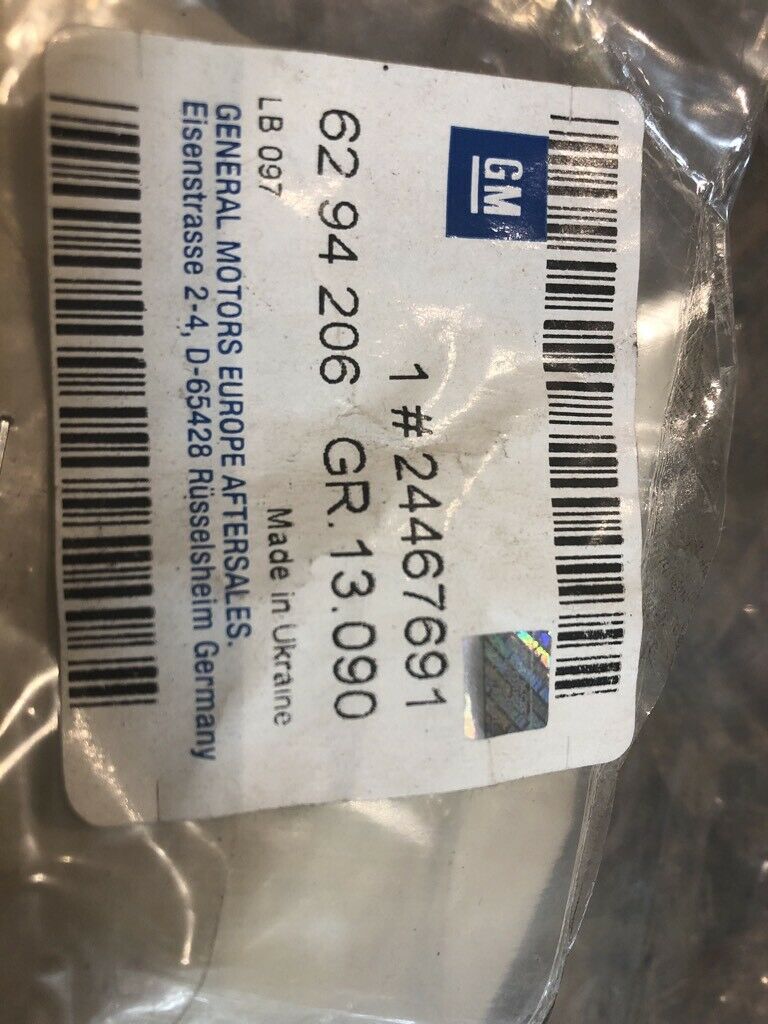 GM
1 # 24467691
62 94 206 GR. 13.090
LB 097 Made in Ukraine
GENERAL MOTORS EUROPE AFTERSALES.
Eisenstrasse 2-4, D-65428 Rüsselsheim Germany